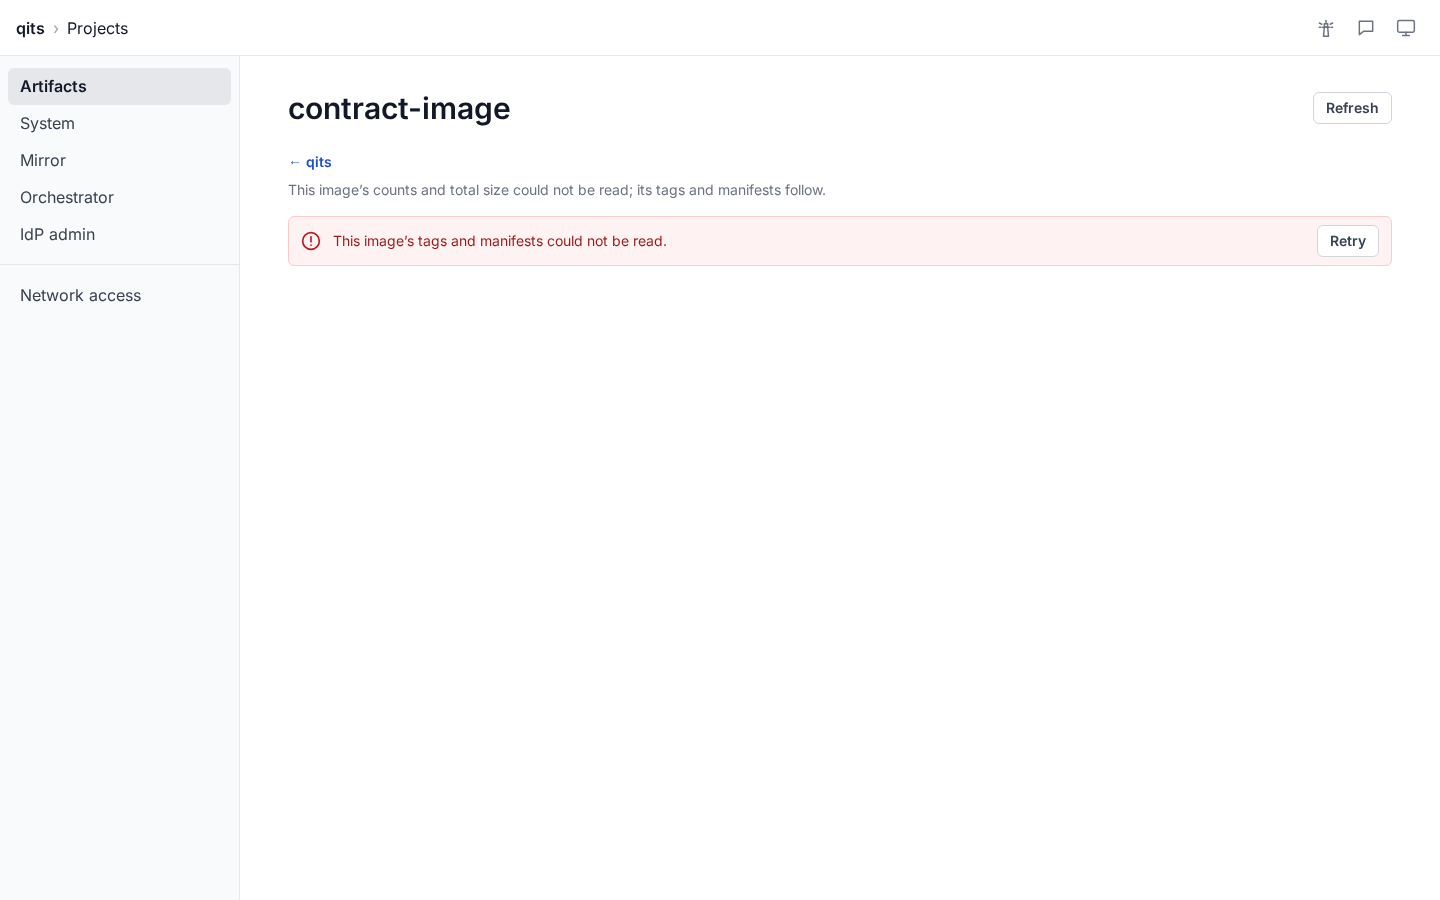 qits › Projects
Artifacts
System
Mirror
Orchestrator
IdP admin
Network access
contract-image
Refresh
← qits
This image’s counts and total size could not be read; its tags and manifests follow.
This image’s tags and manifests could not be read.
Retry